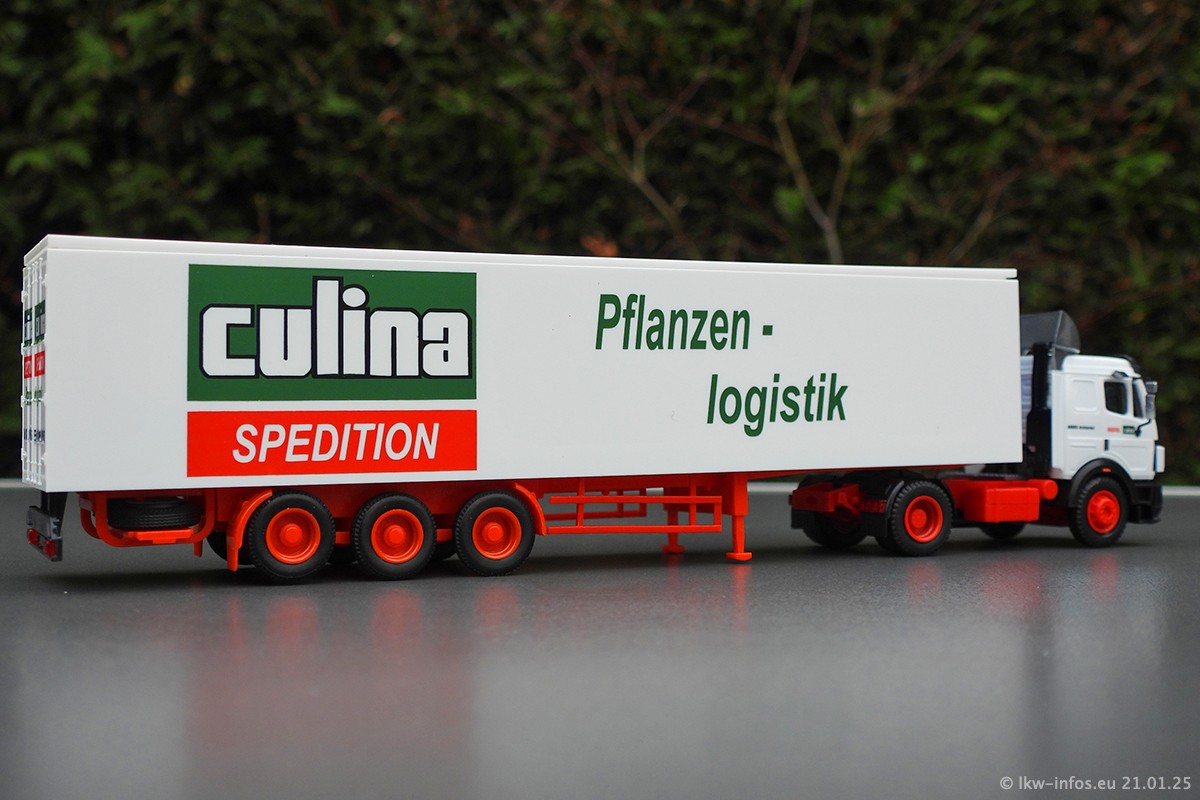 culina
SPEDITION
Pflanzen -
logistik
© lkw-infos.eu 21.01.25